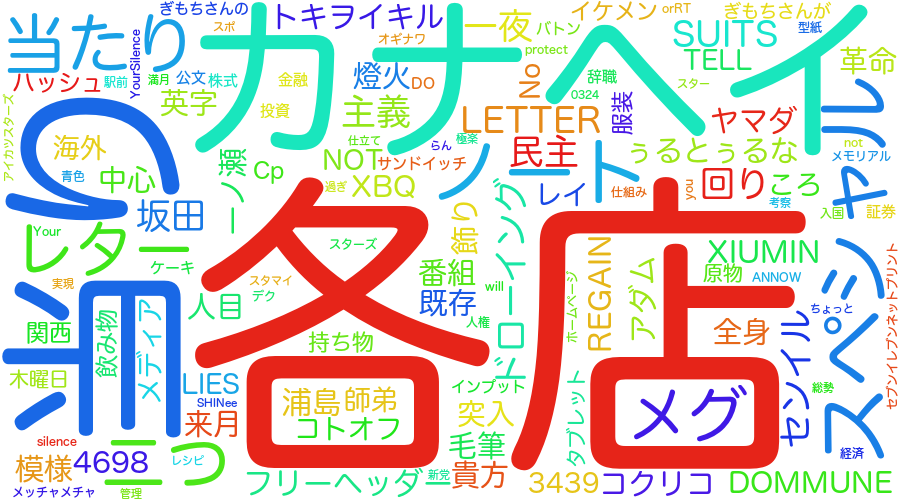 ぎもちさんの
スポ
トキヲイキル
一夜
イケメン
orRT
ぎもちさんが
バトン
型紙
当たり
カナヘイ
SUITS
オギナワ
protect
TELL
革命
YourSilence
ハッシュ
駅前
満月
公文
株式
金融
燈火
DO
No
辞職
スター
0324
アイカツスターズ
英字
投資
主義
LETTER
服装
ヤマダ
ヤル
not
メモリアル
海外
仕立て
らん
極楽
NOT
サンドイッチ
民主
うるとぅるな
青色
中心
一ノ瀬
Cp
過ぎ
XBQ
ノート
レイ
仕組み
you
回り
ころ
考察
入国
証券
坂田
各店
飾り
Your
レター
スターズ
ドローイング
XIUMIN
ケーキ
番組
原物
ANNOW
実現
スタマイ
デク
will
ホームページ
REGAIN
アダム
スペシ
人目
既存
人権
ちょっと
関西
飲み物
メディア
持ち物
全身
センイル
セブンイレブンネットプリント
木曜日
LIES
SHINee
浦島
師弟
インプット
メグ
総勢
来月
コトオフ
突入
タブレット
silence
毛筆
経済
模様
4698
三つ
レシピ
フリーヘッダー
新党
貴方
3439
コクリコ
DOMMUNE
メッチャメチャ
管理